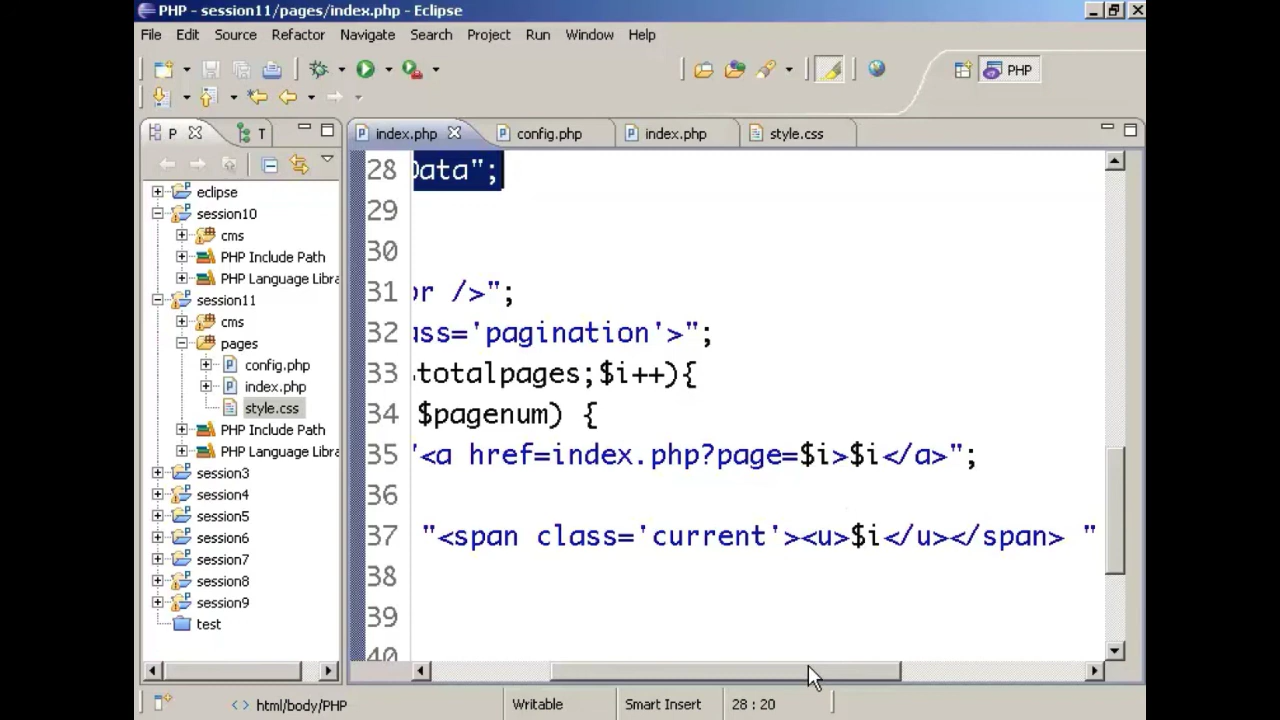 PHP - session11/pages/index.php - Eclipse
File Edit Source Refactor Navigate Search Project Run Window Help
PHP
P T index.php config.php index.php style.css
eclipse
session10
cms
PHP Include Path
PHP Language Libra
session11
cms
pages
config.php
index.php
style.css
PHP Include Path
PHP Language Libra
session3
session4
session5
session6
session7
session8
session9
test
28 Data";
29
30
31 or />";
32 ass='pagination'>";
33 totalpages;$i++){
34 $pagenum) {
35 "<a href=index.php?page=$i>$i</a>";
36
37 "<span class='current'><u>$i</u></span> "
38
39
40
html/body/PHP Writable Smart Insert 28 : 20